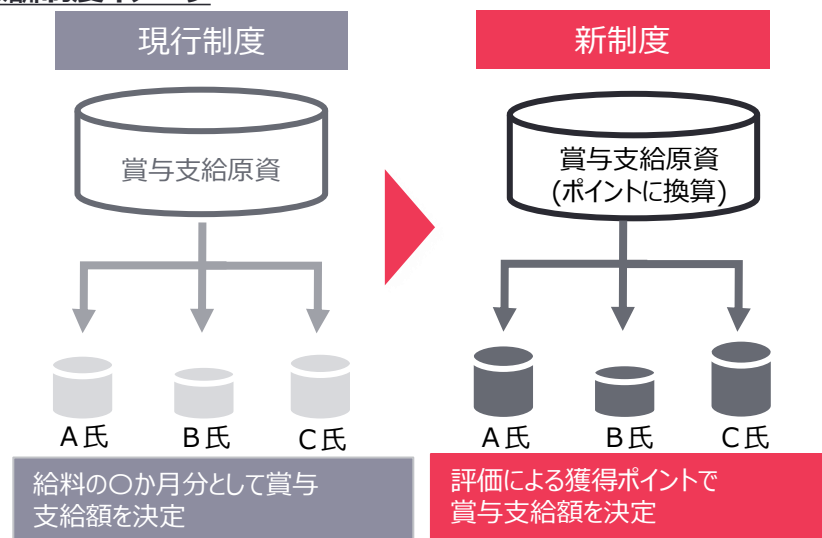 現行制度
新制度
賞与支給原資
賞与支給原資
(ポイントに換算)
A氏
B氏
C氏
A氏
B氏
C氏
給料の〇か月分として賞与
支給額を決定
評価による獲得ポイントで
賞与支給額を決定